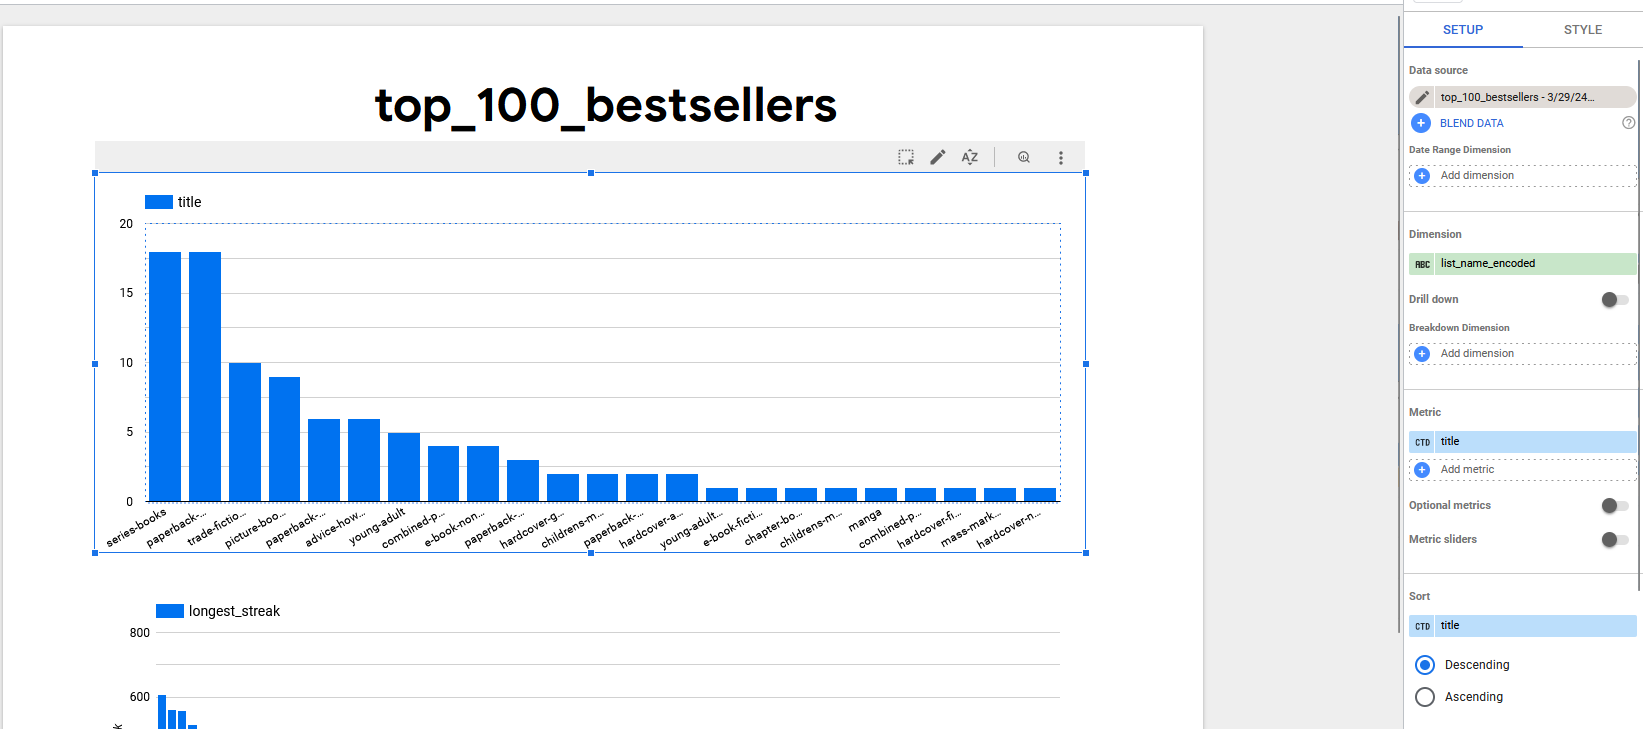 top_100_bestsellers
title
20
15
10
5
0
series-books
paperback-...
trade-fictio...
picture-boo...
paperback-...
advice-how...
young-adult
combined-p...
e-book-non...
paperback-...
hardcover-g...
childrens-m...
paperback-...
hardcover-a...
young-adult...
e-book-ficti...
chapter-bo...
childrens-m...
manga
combined-p...
hardcover-fi...
mass-mark...
hardcover-n...
longest_streak
800
600
k
SETUP STYLE
Data source
top_100_bestsellers - 3/29/24...
BLEND DATA
Date Range Dimension
Add dimension
Dimension
ABC list_name_encoded
Drill down
Breakdown Dimension
Add dimension
Metric
CTD title
Add metric
Optional metrics
Metric sliders
Sort
CTD title
Descending
Ascending